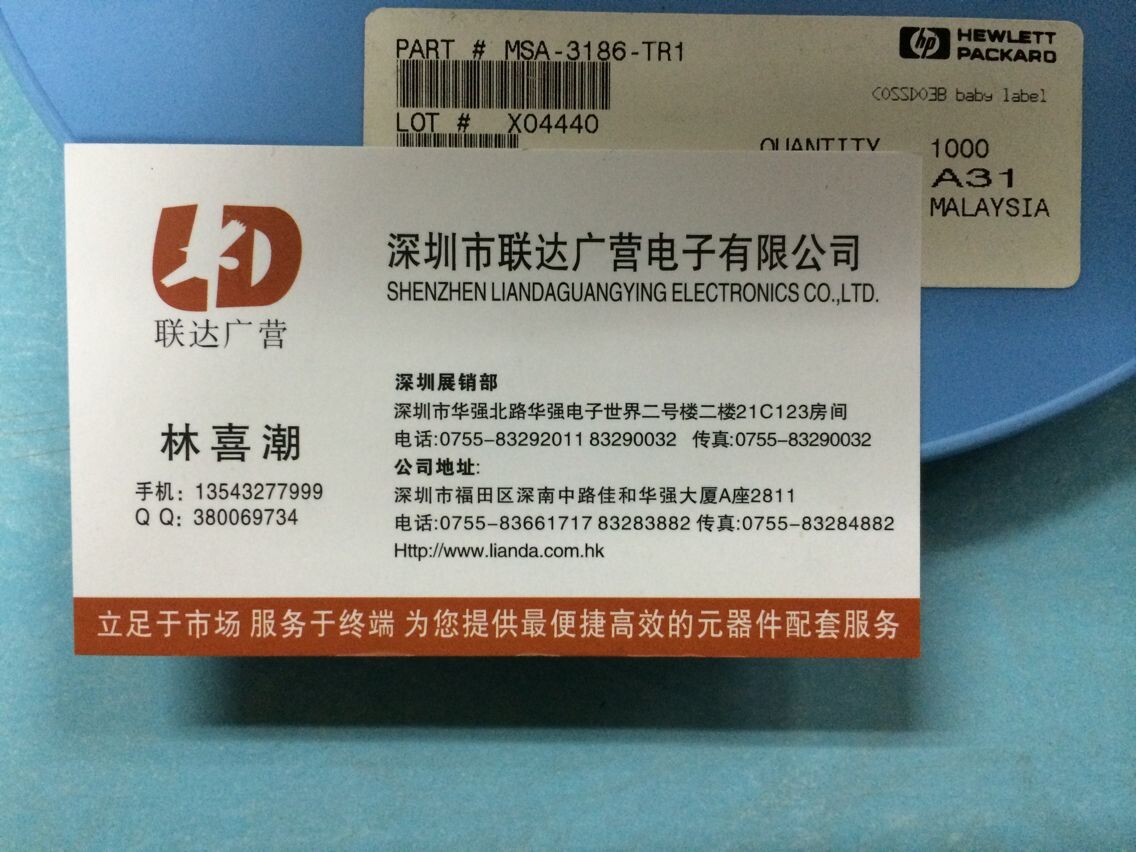 PART # MSA-3186-TR1
hp HEWLETT
PACKARD
COSSD03B baby label
LOT # X04440
QUANTITY 1000
A31
MALAYSIA
LD
联达广营
深圳市联达广营电子有限公司
SHENZHEN LIANDAGUANGYING ELECTRONICS CO.,LTD.
林喜潮
手机：13543277999
Q Q：380069734
深圳展销部
深圳市华强北路华强电子世界二号楼二楼21C123房间
电话:0755-83292011 83290032 传真:0755-83290032
公司地址:
深圳市福田区深南中路佳和华强大厦A座2811
电话:0755-83661717 83283882 传真:0755-83284882
Http://www.lianda.com.hk
立足于市场 服务于终端 为您提供最便捷高效的元器件配套服务